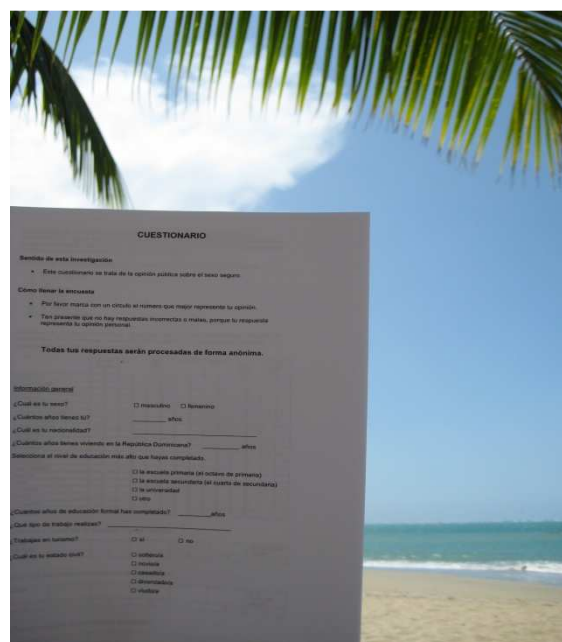 CUESTIONARIO
Sentido de esta investigación
• Este cuestionario se trata de la opinión pública sobre el sexo seguro.
Cómo llenar la encuesta
• Por favor marca con un círculo el número que mejor represente tu opinión.
• Ten presente que no hay respuestas incorrectas o malas, porque tu respuesta
representa tu opinión personal.
Todas tus respuestas serán procesadas de forma anónima.
Información general
¿Cuál es tu sexo? □ masculino □ femenino
¿Cuántos años tienes tú? ________ años
¿Cuál es tu nacionalidad? ________
¿Cuántos años tienes viviendo en la República Dominicana? ________ años
Selecciona el nivel de educación más alto que hayas completado.
□ la escuela primaria (el octavo de primaria)
□ la escuela secundaria (el cuarto de secundaria)
□ la universidad
□ otro
¿Cuántos años de educación formal has completado? ________ años
¿Qué tipo de trabajo realizas? ________
¿Trabajas en turismo? □ sí □ no
¿Cuál es tu estado civil? □ soltero/a
□ novio/a
□ casado/a
□ divorciado/a
□ viudo/a